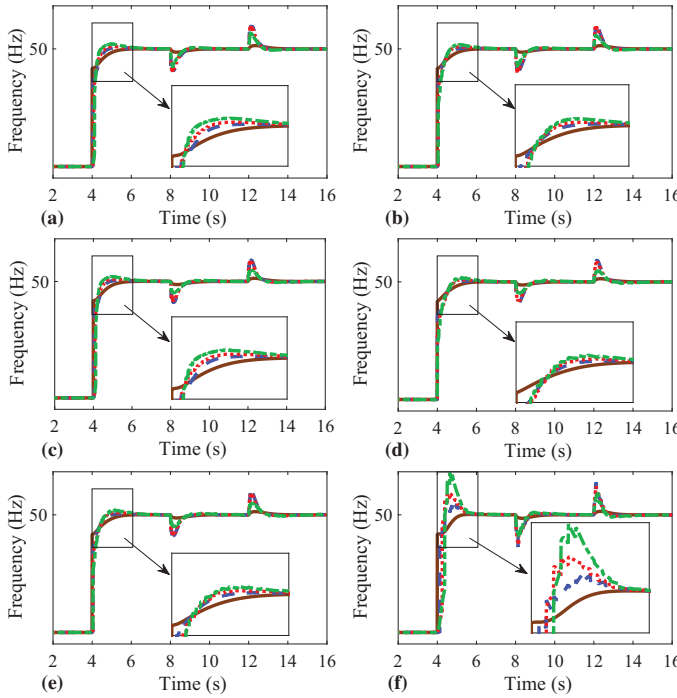 Frequency (Hz)
50
2 4 6 8 10 12 14 16
(a) Time (s)
Frequency (Hz)
50
2 4 6 8 10 12 14 16
(b) Time (s)
Frequency (Hz)
50
2 4 6 8 10 12 14 16
(c) Time (s)
Frequency (Hz)
50
2 4 6 8 10 12 14 16
(d) Time (s)
Frequency (Hz)
50
2 4 6 8 10 12 14 16
(e) Time (s)
Frequency (Hz)
50
2 4 6 8 10 12 14 16
Time (s) (f)